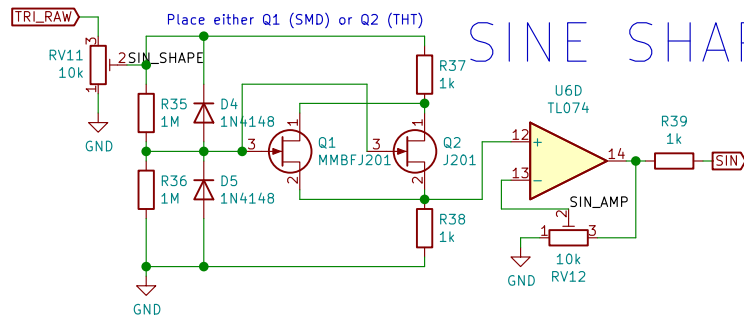 TRI_RAW
Place either Q1 (SMD) or Q2 (THT)
SINE SHAP
3
RV11
10k
2
SIN_SHAPE
1
GND
R35
1M
D4
1N4148
R37
1k
1
3
Q1
MMBFJ201
2
1
3
Q2
J201
2
R36
1M
D5
1N4148
R38
1k
GND
U6D
TL074
12
+
13
−
14
R39
1k
SIN
SIN_AMP
2
1
3
10k
RV12
GND